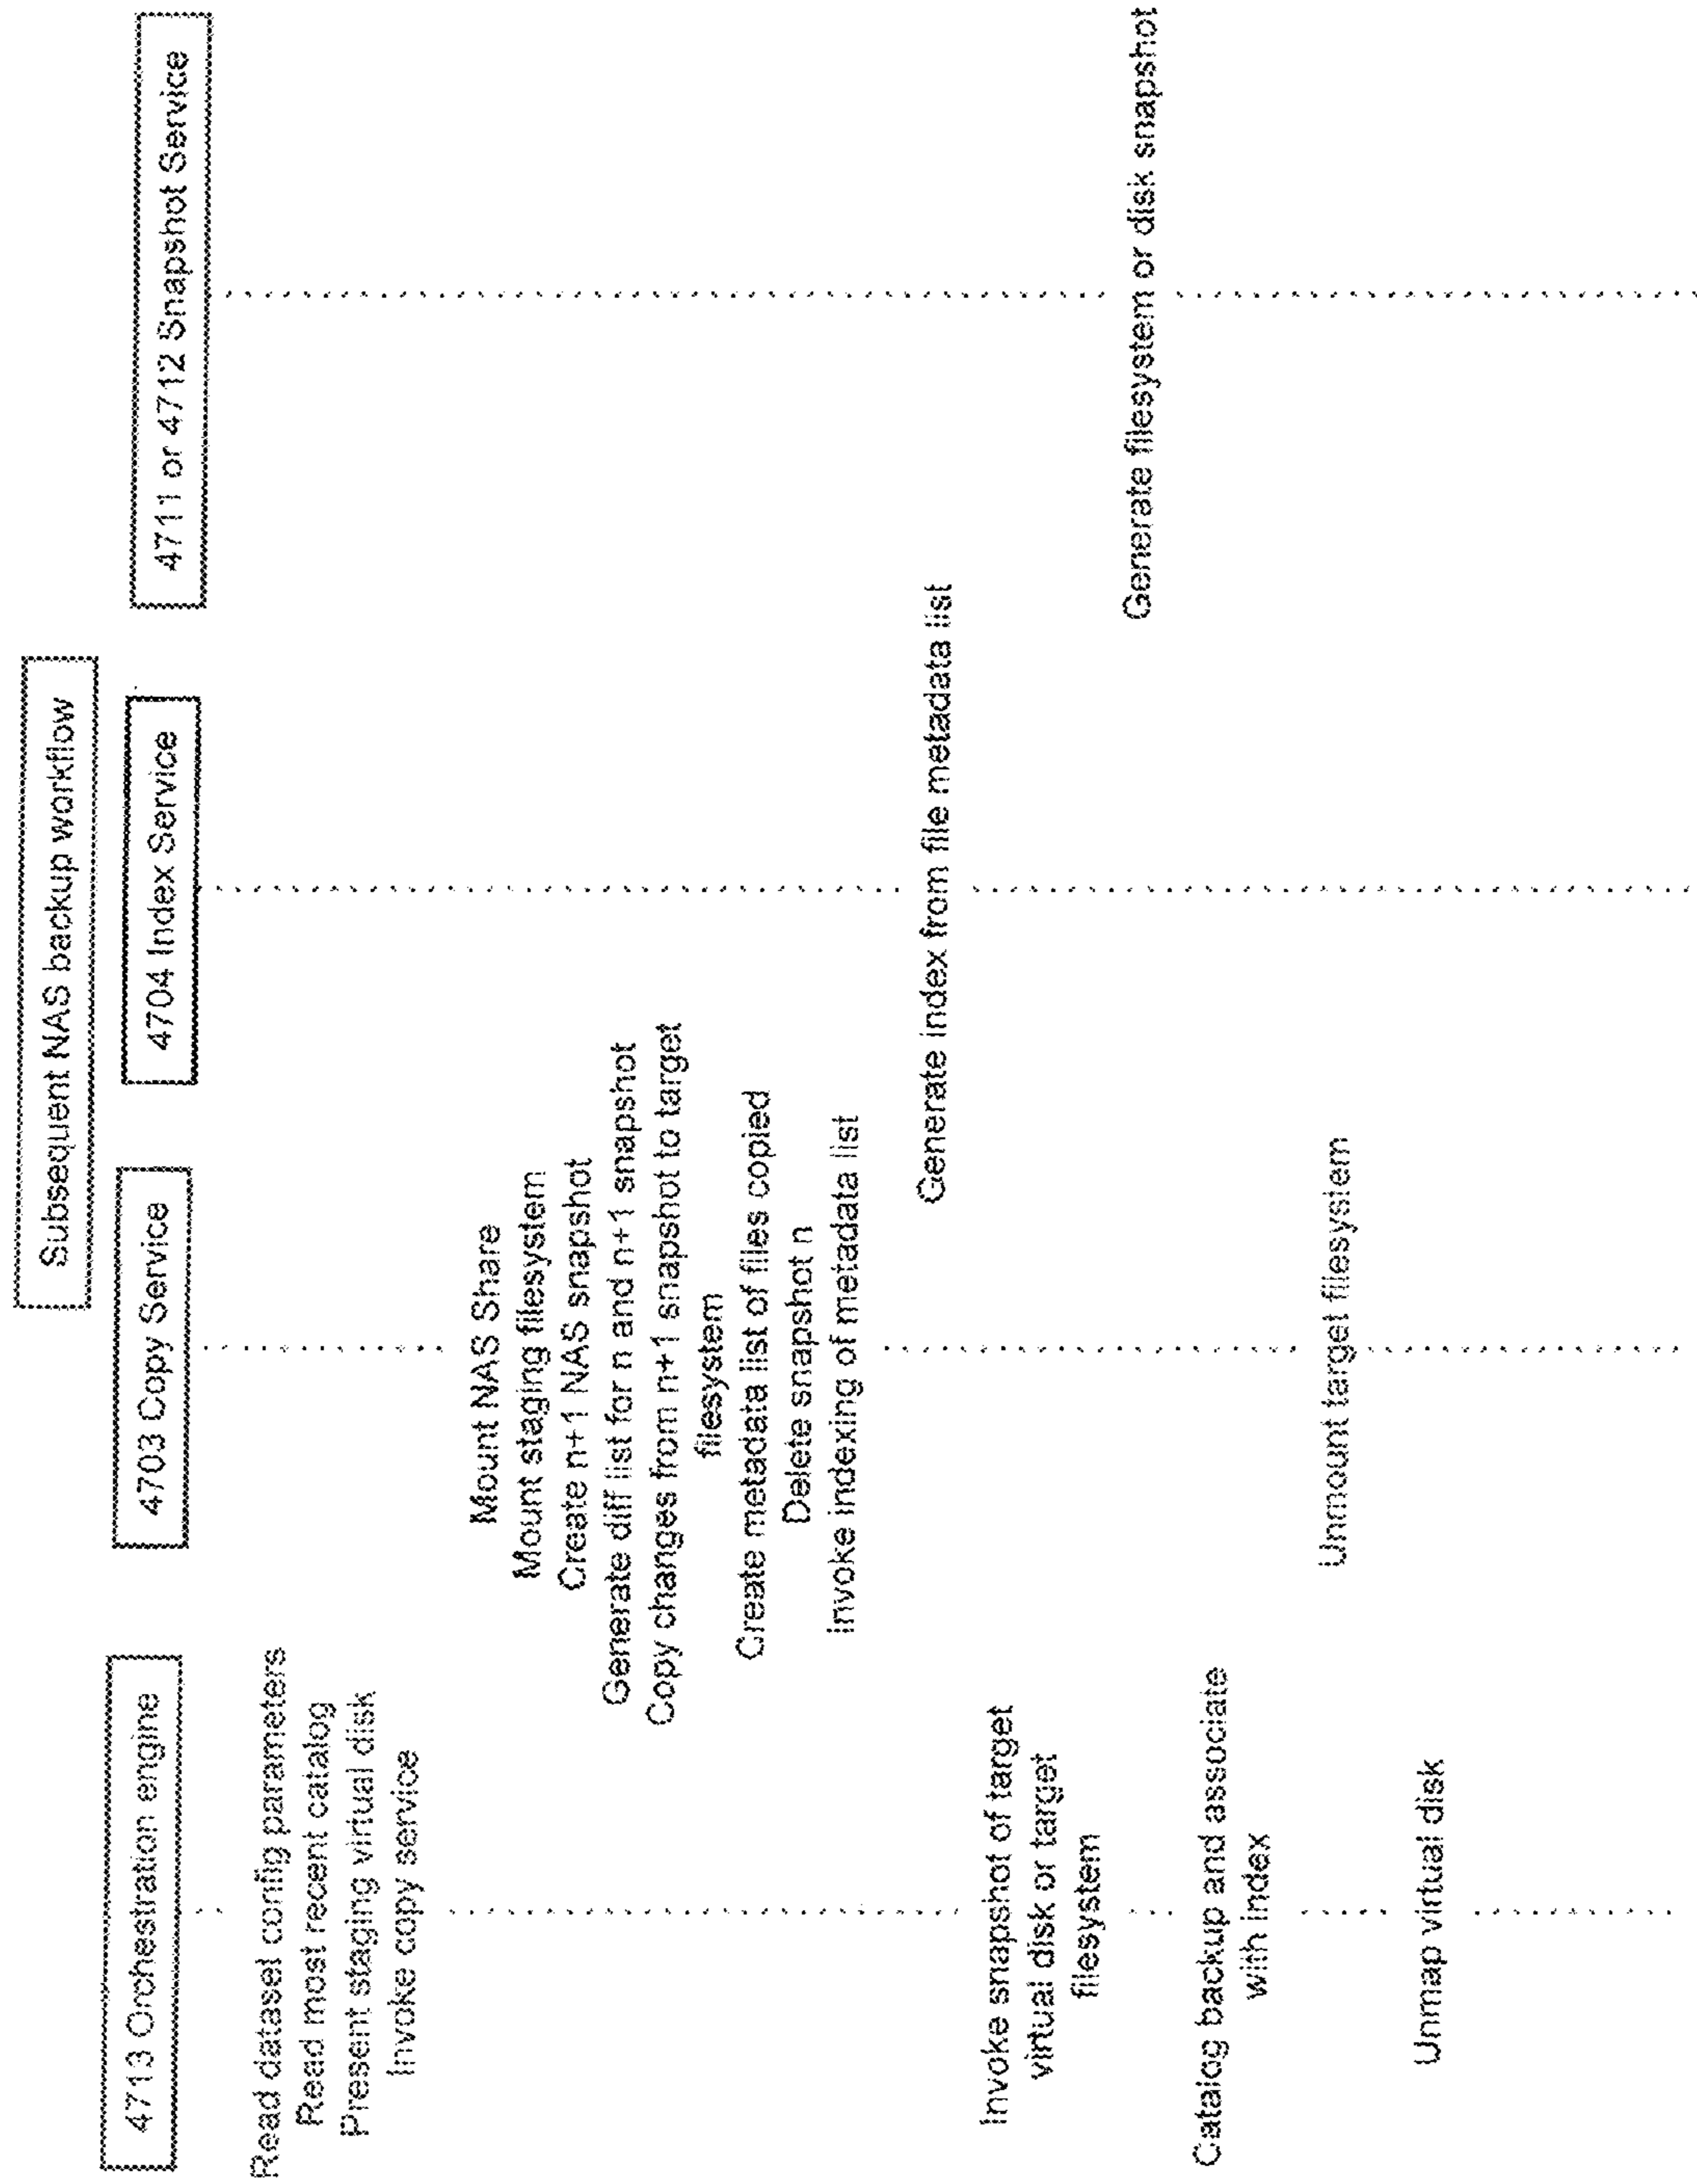 Subsequent NAS backup workflow
4713 Orchestration engine
4703 Copy Service
4704 Index Service
4711 or 4712 Snapshot Service
Read dataset config parameters
Read most recent catalog
Present staging virtual disk
Invoke copy service
Mount NAS Share
Mount staging filesystem
Create n+1 NAS snapshot
Generate diff list for n and n+1 snapshot
Copy changes from n+1 snapshot to target
filesystem
Create metadata list of files copied
Delete snapshot n
Invoke indexing of metadata list
Generate index from file metadata list
Invoke snapshot of target
virtual disk or target
filesystem
Generate filesystem or disk snapshot
Catalog backup and associate
with index
Unmount target filesystem
Unmap virtual disk